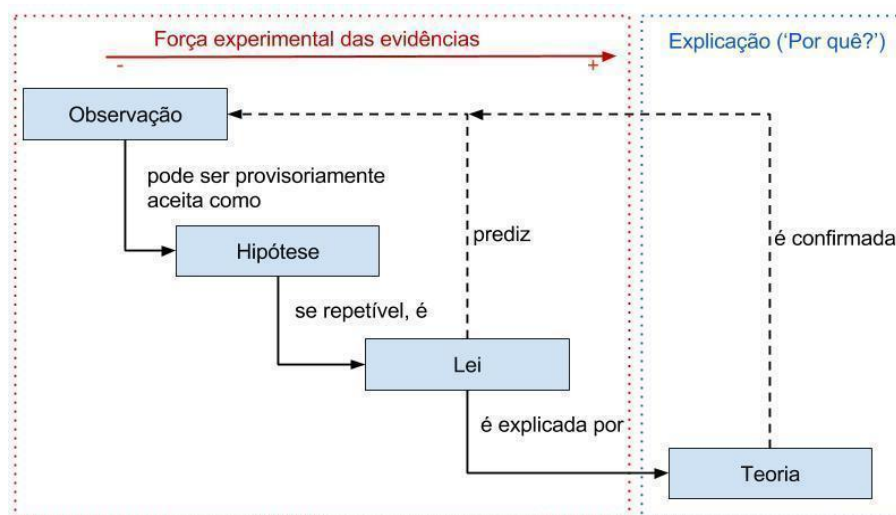 Força experimental das evidências
- +
Explicação ('Por quê?')
Observação
pode ser provisoriamente
aceita como
Hipótese
prediz
é confirmada
se repetível, é
Lei
é explicada por
Teoria